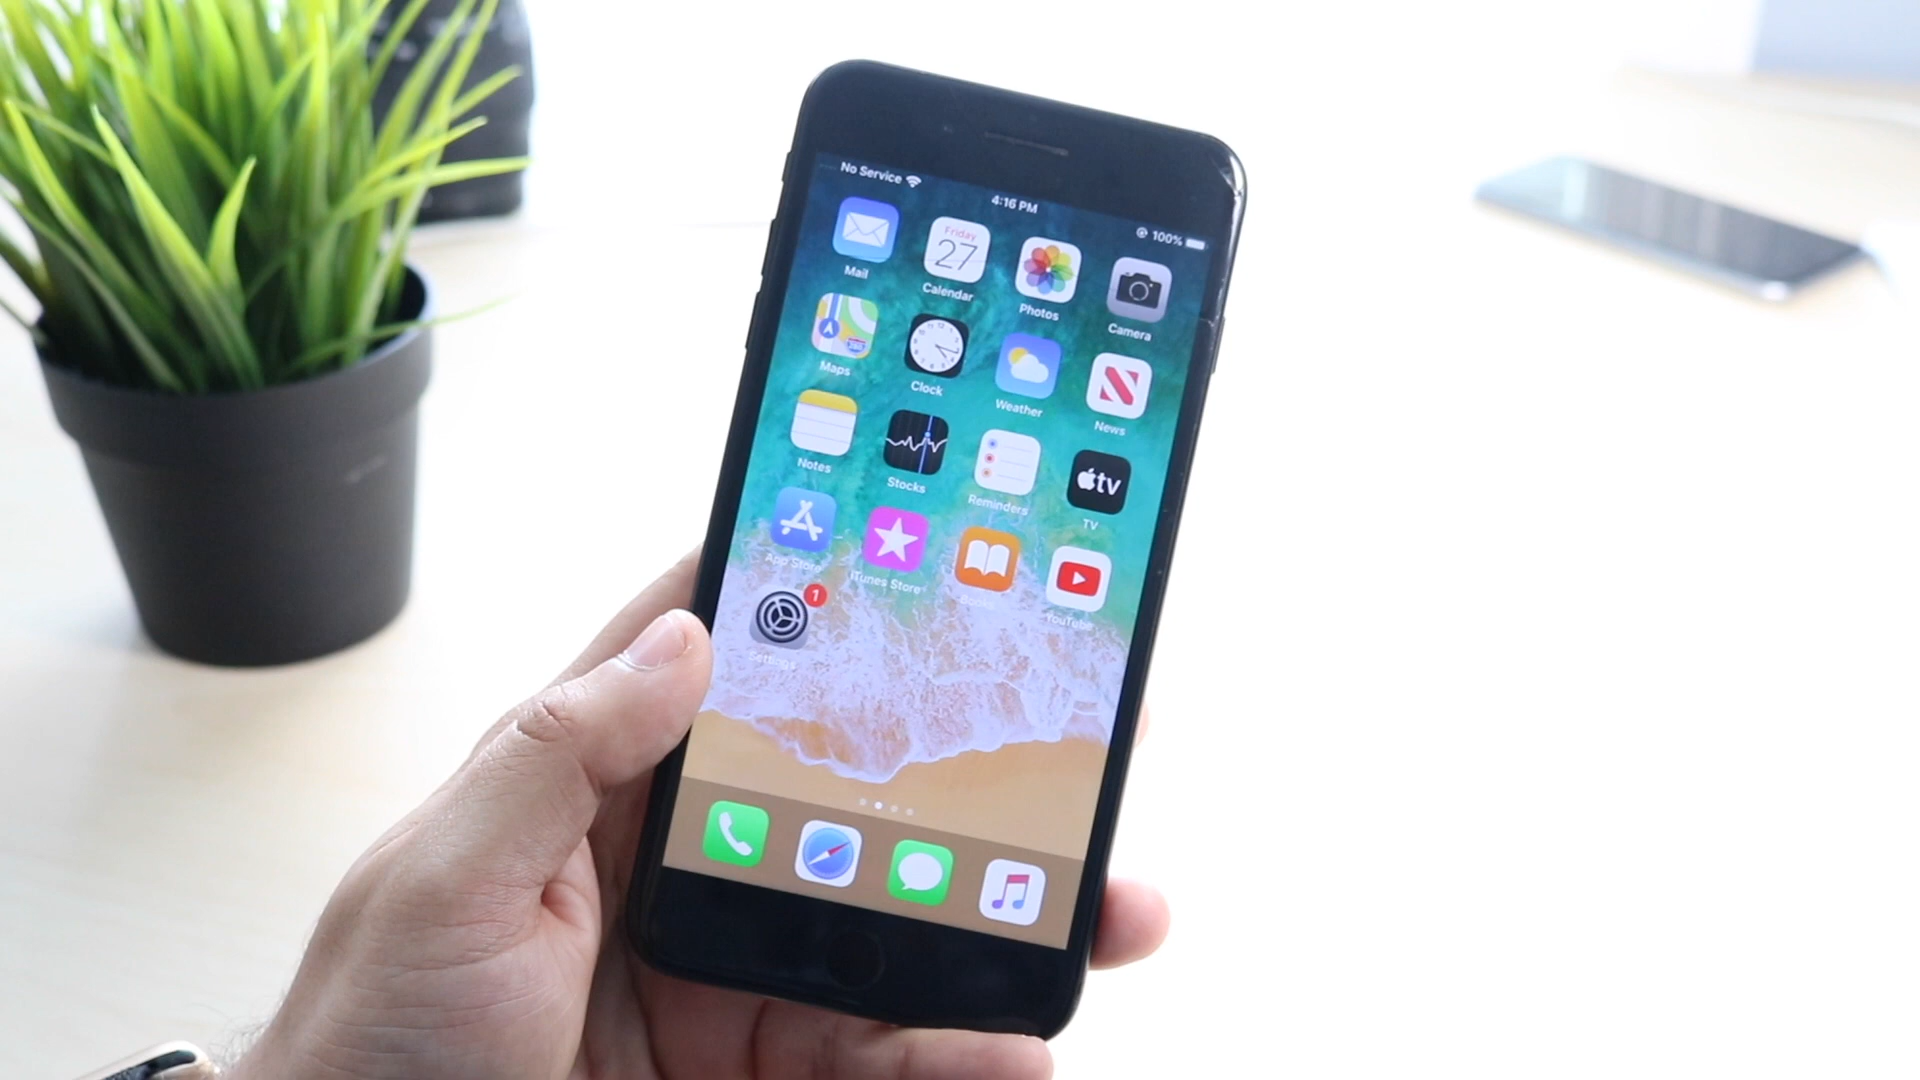 No Service
4:16 PM
100%
Mail
Friday
27
Calendar
Photos
Camera
Maps
Clock
Weather
News
Notes
Stocks
Reminders
tv
TV
App Store
iTunes Store
Books
YouTube
1
Settings